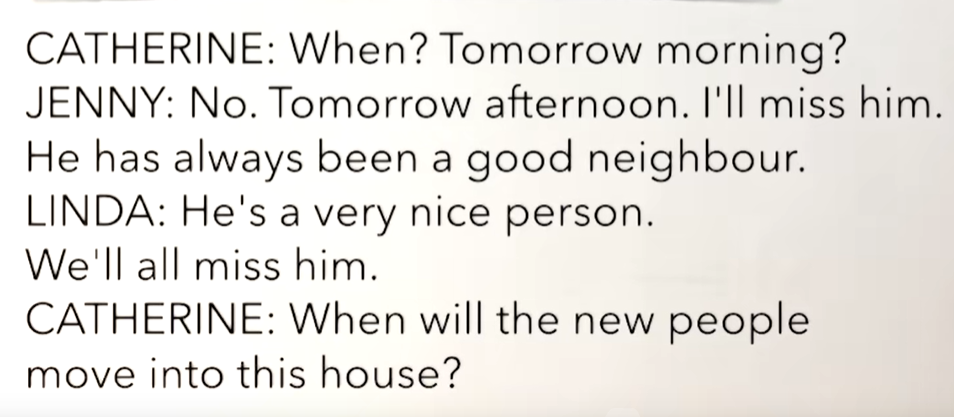 CATHERINE: When? Tomorrow morning?
JENNY: No. Tomorrow afternoon. I'll miss him.
He has always been a good neighbour.
LINDA: He's a very nice person.
We'll all miss him.
CATHERINE: When will the new people
move into this house?